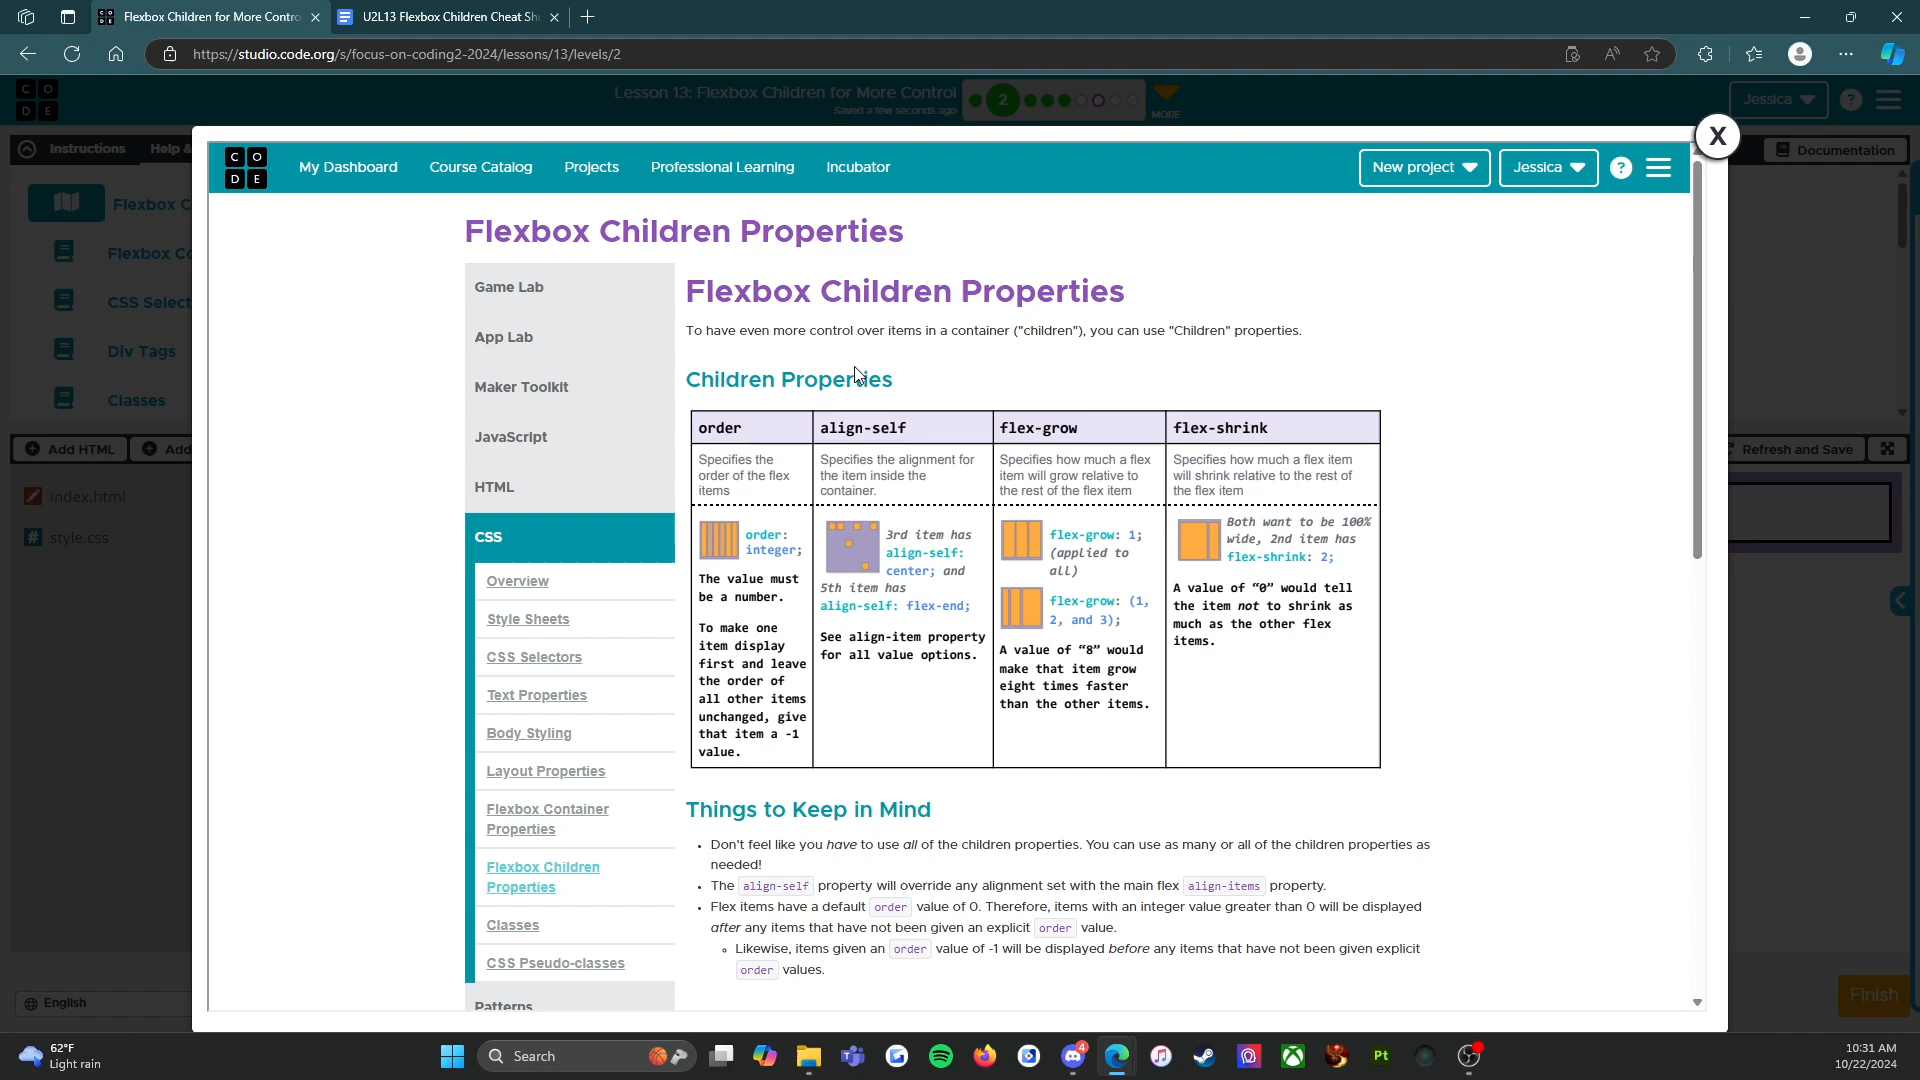 Flexbox Children for More Contro
U2L13 Flexbox Children Cheat She
https://studio.code.org/s/focus-on-coding2-2024/lessons/13/levels/2
C O
D E
Lesson 13: Flexbox Children for More Control
Saved a few seconds ago
2
MORE
Jessica
?
Instructions
Help &
Documentation
X
C O
D E
My Dashboard
Course Catalog
Projects
Professional Learning
Incubator
New project
Jessica
?
Flexbox C
Flexbox Co
CSS Select
Div Tags
Classes
Add HTML
Add
Refresh and Save
index.html
style.css
English
Finish
Flexbox Children Properties
Game Lab
App Lab
Maker Toolkit
JavaScript
HTML
CSS
Overview
Style Sheets
CSS Selectors
Text Properties
Body Styling
Layout Properties
Flexbox Container
Properties
Flexbox Children
Properties
Classes
CSS Pseudo-classes
Patterns
Flexbox Children Properties
To have even more control over items in a container ("children"), you can use "Children" properties.
Children Properties
order
Specifies the
order of the flex
items
order:
integer;
The value must
be a number.
To make one
item display
first and leave
the order of
all other items
unchanged, give
that item a -1
value.
align-self
Specifies the alignment for
the item inside the
container.
3rd item has
align-self:
center; and
5th item has
align-self: flex-end;
See align-item property
for all value options.
flex-grow
Specifies how much a flex
item will grow relative to
the rest of the flex item
flex-grow: 1;
(applied to
all)
flex-grow: (1,
2, and 3);
A value of “8” would
make that item grow
eight times faster
than the other items.
flex-shrink
Specifies how much a flex item
will shrink relative to the rest of
the flex item
Both want to be 100%
wide, 2nd item has
flex-shrink: 2;
A value of “0” would tell
the item not to shrink as
much as the other flex
items.
Things to Keep in Mind
• Don't feel like you have to use all of the children properties. You can use as many or all of the children properties as
needed!
• The align-self property will override any alignment set with the main flex align-items property.
• Flex items have a default order value of 0. Therefore, items with an integer value greater than 0 will be displayed
after any items that have not been given an explicit order value.
◦ Likewise, items given an order value of -1 will be displayed before any items that have not been given explicit
order values.
62°F
Light rain
Search
4
Pt
10:31 AM
10/22/2024